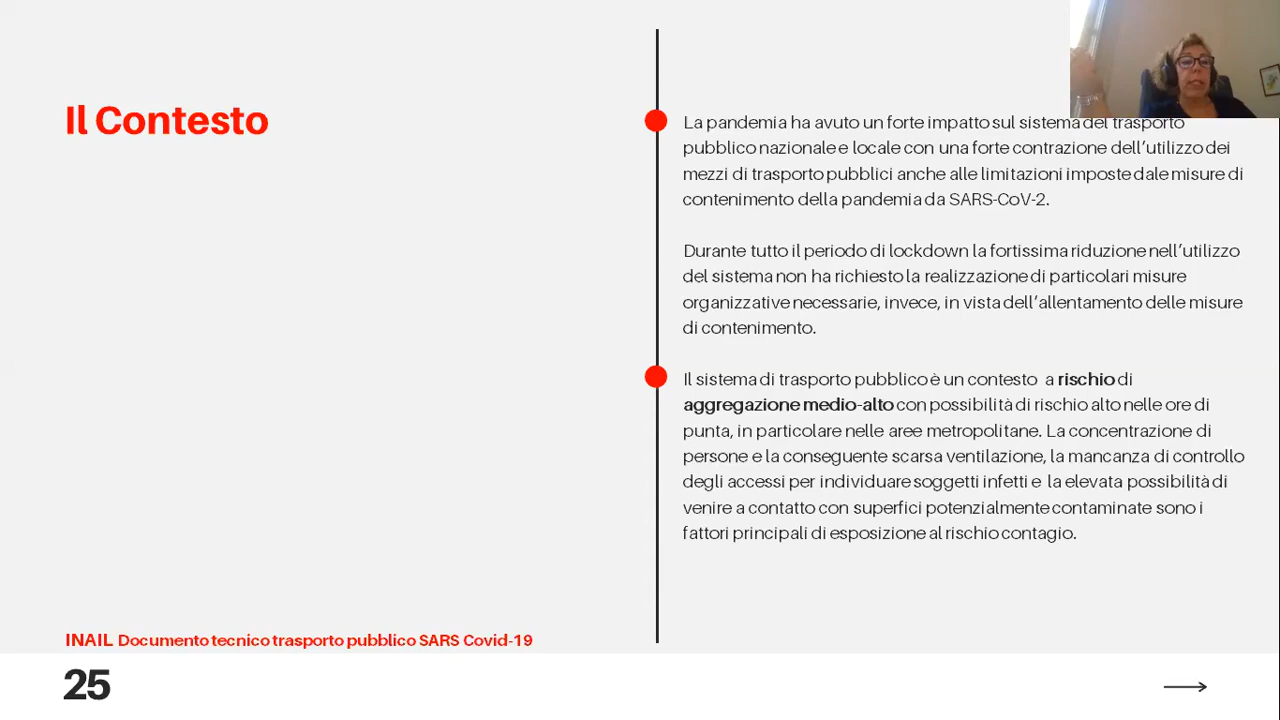 Il Contesto
La pandemia ha avuto un forte impatto sul sistema del trasporto
pubblico nazionale e locale con una forte contrazione dell'utilizzo dei
mezzi di trasporto pubblici anche alle limitazioni imposte dale misure di
contenimento della pandemia da SARS-CoV-2.
Durante tutto il periodo di lockdown la fortissima riduzione nell'utilizzo
del sistema non ha richiesto la realizzazione di particolari misure
organizzative necessarie, invece, in vista dell'allentamento delle misure
di contenimento.
Il sistema di trasporto pubblico è un contesto a rischio di
aggregazione medio-alto con possibilità di rischio alto nelle ore di
punta, in particolare nelle aree metropolitane. La concentrazione di
persone e la conseguente scarsa ventilazione, la mancanza di controllo
degli accessi per individuare soggetti infetti e la elevata possibilità di
venire a contatto con superfici potenzialmente contaminate sono i
fattori principali di esposizione al rischio contagio.
INAIL Documento tecnico trasporto pubblico SARS Covid-19
25